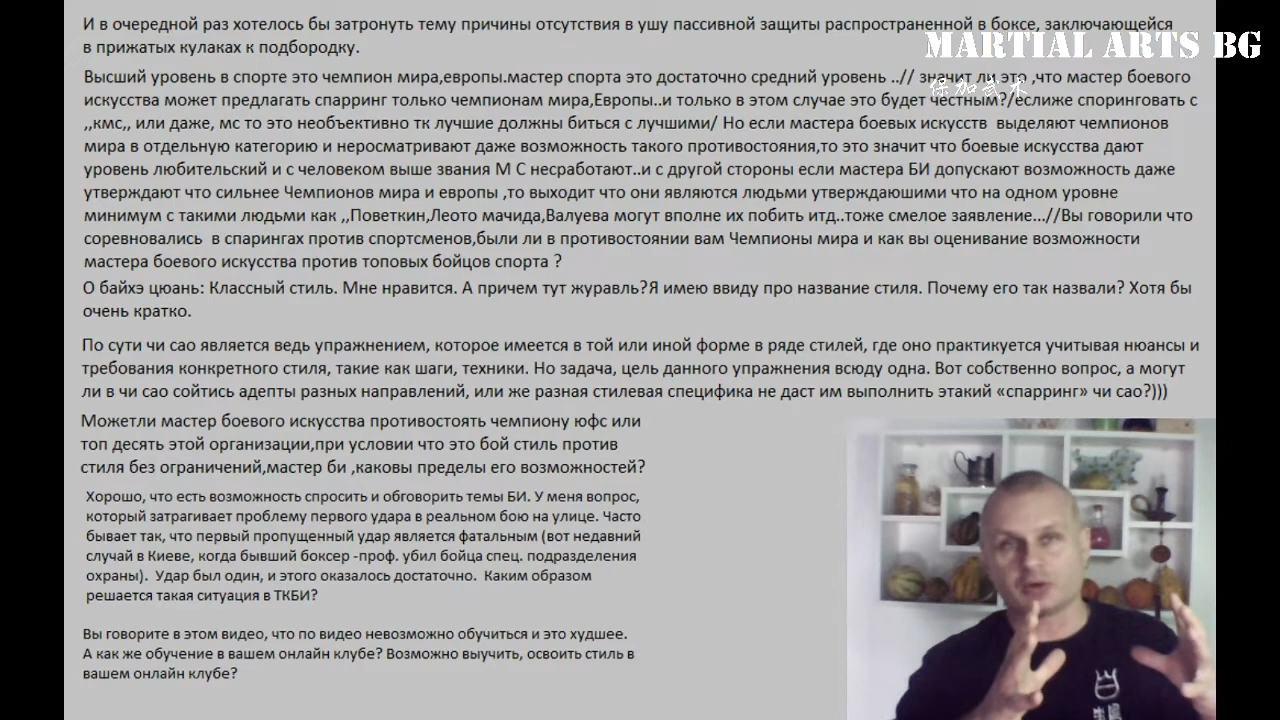 И в очередной раз хотелось бы затронуть тему причины отсутствия в ушу пассивной защиты распространенной в боксе, заключающейся
в прижатых кулаках к подбородку.
MARTIAL ARTS BG
保加武术
Высший уровень в спорте это чемпион мира,европы.мастер спорта это достаточно средний уровень ..// значит ли это ,что мастер боевого
искусства может предлагать спарринг только чемпионам мира,Европы..и только в этом случае это будет честным?/еслиже споринговать с
,,кмс,, или даже, мс то это необъективно тк лучшие должны биться с лучшими/ Но если мастера боевых искусств  выделяют чемпионов
мира в отдельную категорию и неросматривают даже возможность такого противостояния,то это значит что боевые искусства дают
уровень любительский и с человеком выше звания М С несработают..и с другой стороны если мастера БИ допускают возможность даже
утверждают что сильнее Чемпионов мира и европы ,то выходит что они являются людьми утверждаюшими что на одном уровне
минимум с такими людьми как ,,Поветкин,Леото мачида,Валуева могут вполне их побить итд..тоже смелое заявление...//Вы говорили что
соревновались  в спарингах против спортсменов,были ли в противостоянии вам Чемпионы мира и как вы оценивание возможности
мастера боевого искусства против топовых бойцов спорта ?
О байхэ цюань: Классный стиль. Мне нравится. А причем тут журавль?Я имею ввиду про название стиля. Почему его так назвали? Хотя бы
очень кратко.
По сути чи сао является ведь упражнением, которое имеется в той или иной форме в ряде стилей, где оно практикуется учитывая нюансы и
требования конкретного стиля, такие как шаги, техники. Но задача, цель данного упражнения всюду одна. Вот собственно вопрос, а могут
ли в чи сао сойтись адепты разных направлений, или же разная стилевая специфика не даст им выполнить этакий «спарринг» чи сао?)))
Можетли мастер боевого искусства противостоять чемпиону юфс или
топ десять этой организации,при условии что это бой стиль против
стиля без ограничений,мастер би ,каковы пределы его возможностей?
Хорошо, что есть возможность спросить и обговорить темы БИ. У меня вопрос,
который затрагивает проблему первого удара в реальном бою на улице. Часто
бывает так, что первый пропущенный удар является фатальным (вот недавний
случай в Киеве, когда бывший боксер -проф. убил бойца спец. подразделения
охраны).  Удар был один, и этого оказалось достаточно.  Каким образом
решается такая ситуация в ТКБИ?
Вы говорите в этом видео, что по видео невозможно обучиться и это худшее.
А как же обучение в вашем онлайн клубе? Возможно выучить, освоить стиль в
вашем онлайн клубе?